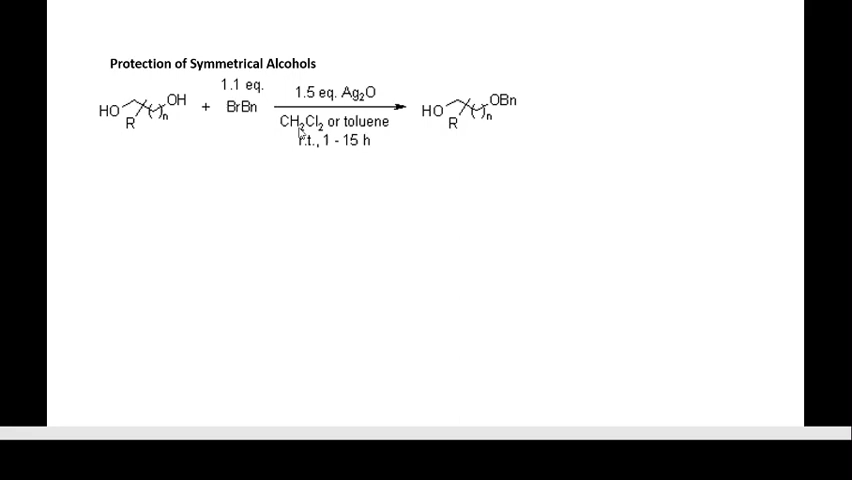 Protection of Symmetrical Alcohols
1.1 eq.
HO R n OH + BrBn
1.5 eq. Ag₂O
CH₂Cl₂ or toluene
r.t., 1 - 15 h
HO R n OBn